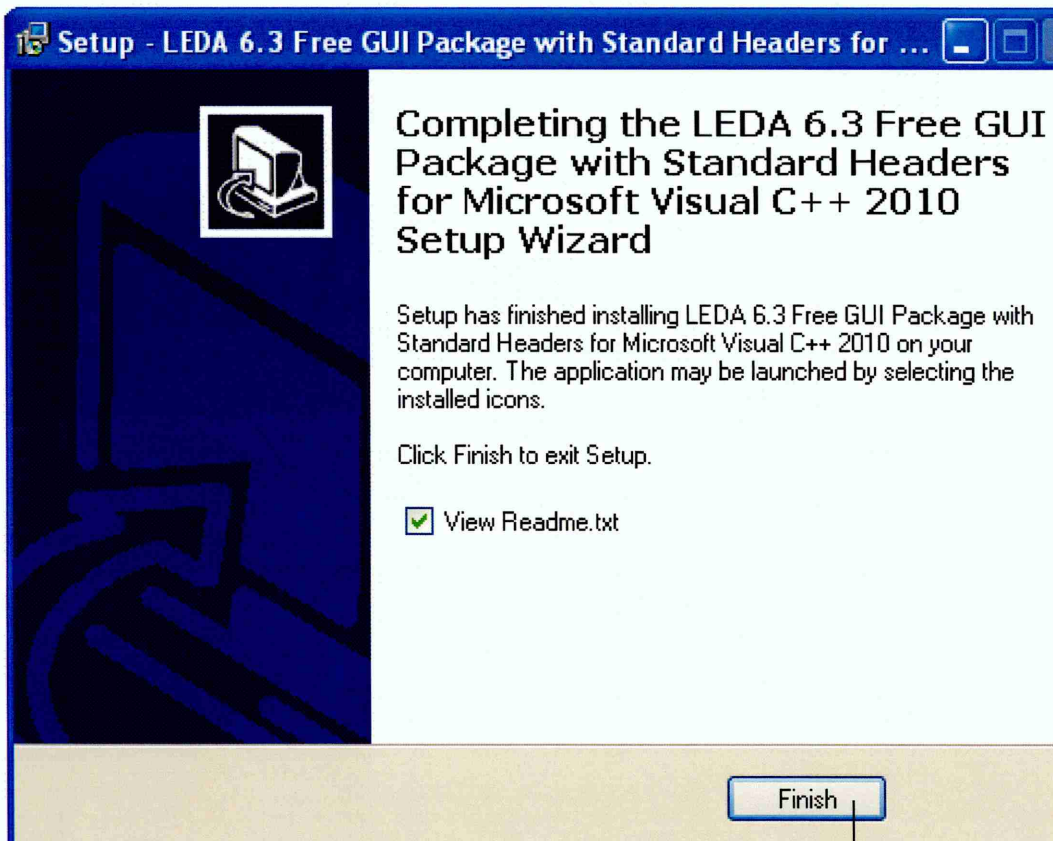 Setup - LEDA 6.3 Free GUI Package with Standard Headers for ...
Completing the LEDA 6.3 Free GUI
Package with Standard Headers
for Microsoft Visual C++ 2010
Setup Wizard
Setup has finished installing LEDA 6.3 Free GUI Package with
Standard Headers for Microsoft Visual C++ 2010 on your
computer. The application may be launched by selecting the
installed icons.
Click Finish to exit Setup.
View Readme.txt
Finish